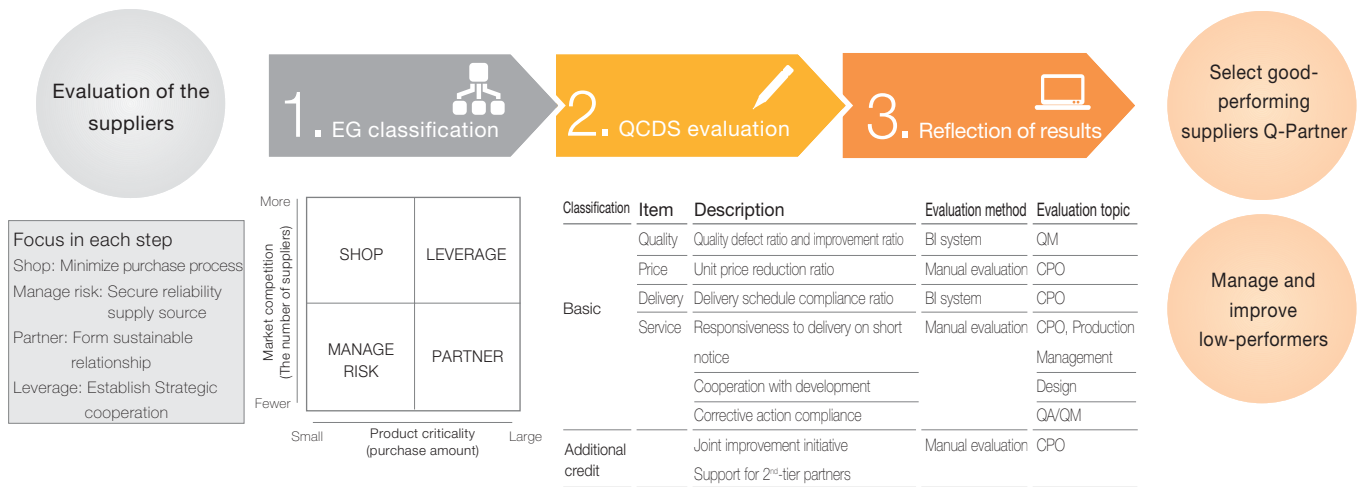 Evaluation of the
suppliers
1. EG classification
2. QCDS evaluation
3. Reflection of results
Select good-
performing
suppliers Q-Partner
Manage and
improve
low-performers
Focus in each step
Shop: Minimize purchase process
Manage risk: Secure reliability
supply source
Partner: Form sustainable
relationship
Leverage: Establish Strategic
cooperation
More
Market competition
(The number of suppliers)
Fewer
SHOP
LEVERAGE
MANAGE
RISK
PARTNER
Small
Product criticality
(purchase amount)
Large
Classification Item Description Evaluation method Evaluation topic
Basic
Quality Quality defect ratio and improvement ratio BI system QM
Price Unit price reduction ratio Manual evaluation CPO
Delivery Delivery schedule compliance ratio BI system CPO
Service Responsiveness to delivery on short Manual evaluation CPO, Production
notice Management
Cooperation with development Design
Corrective action compliance QA/QM
Additional
credit
Joint improvement initiative Manual evaluation CPO
Support for 2nd-tier partners